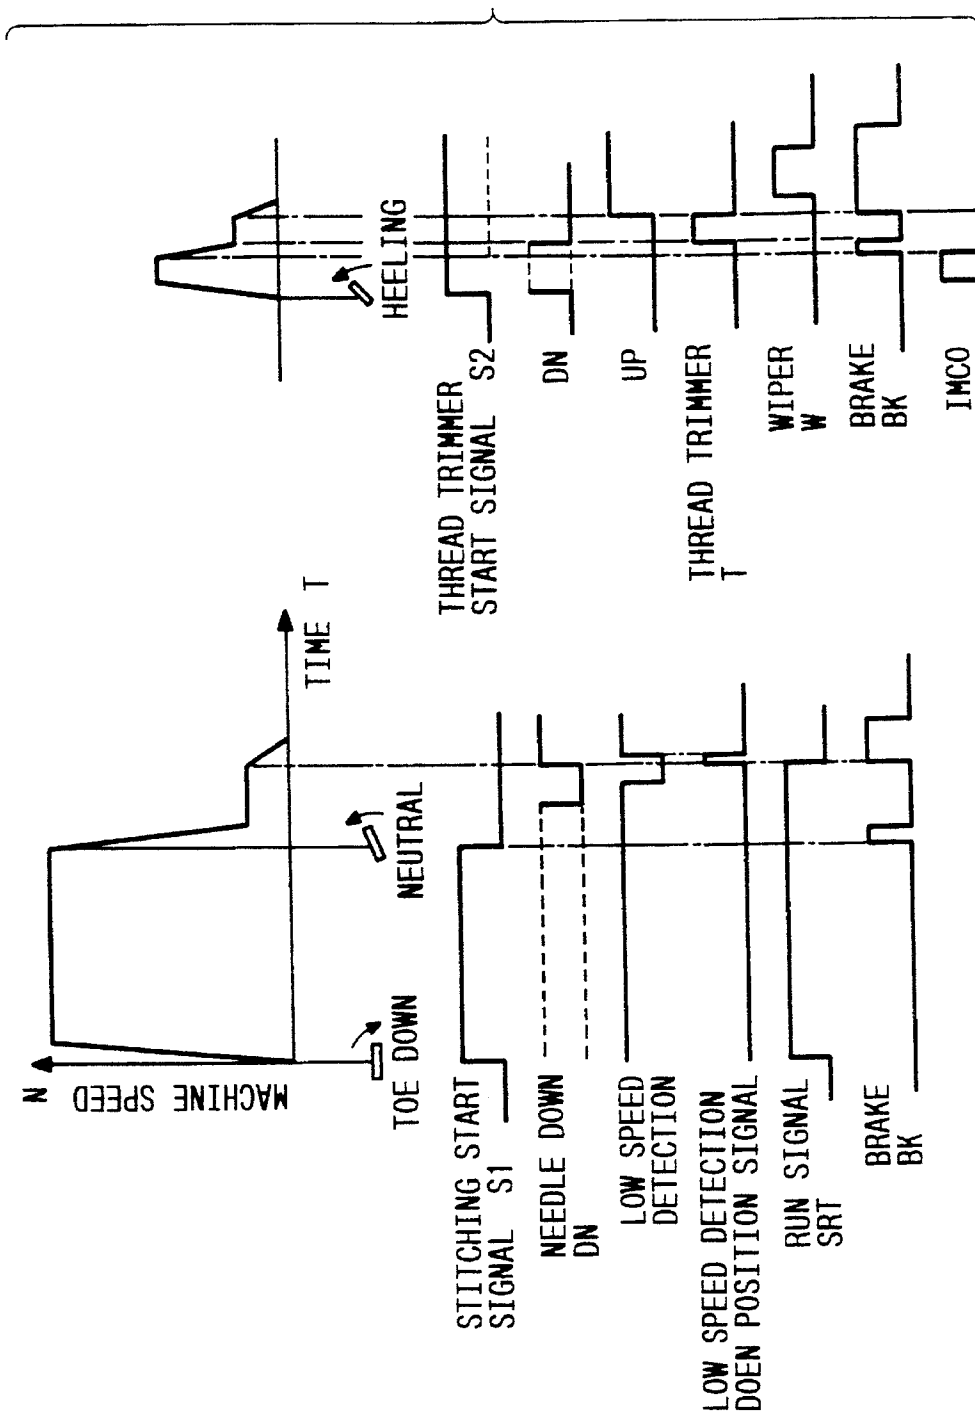 N
MACHINE SPEED
TIME T
TOE DOWN
NEUTRAL
STITCHING START
SIGNAL S1
NEEDLE DOWN
DN
LOW SPEED
DETECTION
LOW SPEED DETECTION
DOEN POSITION SIGNAL
RUN SIGNAL
SRT
BRAKE
BK
HEELING
THREAD TRIMMER
START SIGNAL S2
DN
UP
THREAD TRIMMER
T
WIPER
W
BRAKE
BK
IMCO